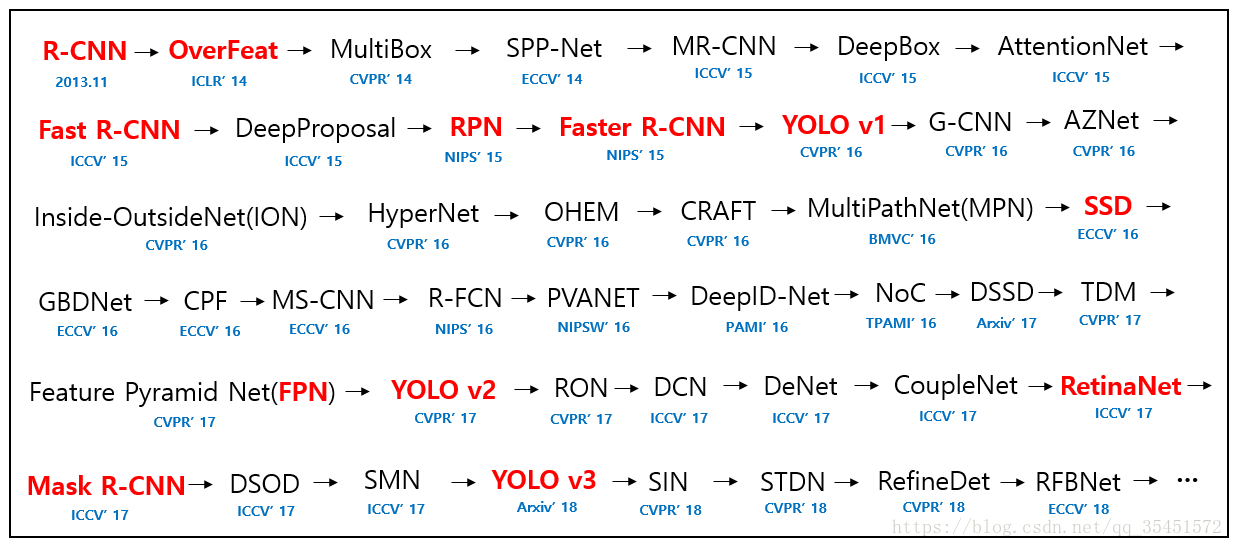 R-CNN → OverFeat → MultiBox → SPP-Net → MR-CNN → DeepBox → AttentionNet →
2013.11 ICLR' 14 CVPR' 14 ECCV' 14 ICCV' 15 ICCV' 15 ICCV' 15
Fast R-CNN → DeepProposal → RPN → Faster R-CNN → YOLO v1 → G-CNN → AZNet →
ICCV' 15 ICCV' 15 NIPS' 15 NIPS' 15 CVPR' 16 CVPR' 16 CVPR' 16
Inside-OutsideNet(ION) → HyperNet → OHEM → CRAFT → MultiPathNet(MPN) → SSD →
CVPR' 16 CVPR' 16 CVPR' 16 CVPR' 16 BMVC' 16 ECCV' 16
GBDNet → CPF → MS-CNN → R-FCN → PVANET → DeepID-Net → NoC → DSSD → TDM →
ECCV' 16 ECCV' 16 ECCV' 16 NIPS' 16 NIPSW' 16 PAMI' 16 TPAMI' 16 Arxiv' 17 CVPR' 17
Feature Pyramid Net(FPN) → YOLO v2 → RON → DCN → DeNet → CoupleNet → RetinaNet →
CVPR' 17 CVPR' 17 CVPR' 17 ICCV' 17 ICCV' 17 ICCV' 17 ICCV' 17
Mask R-CNN → DSOD → SMN → YOLO v3 → SIN → STDN → RefineDet → RFBNet → ···
ICCV' 17 ICCV' 17 ICCV' 17 Arxiv' 18 CVPR' 18 CVPR' 18 CVPR' 18 ECCV' 18
https://blog.csdn.net/qq_35451572